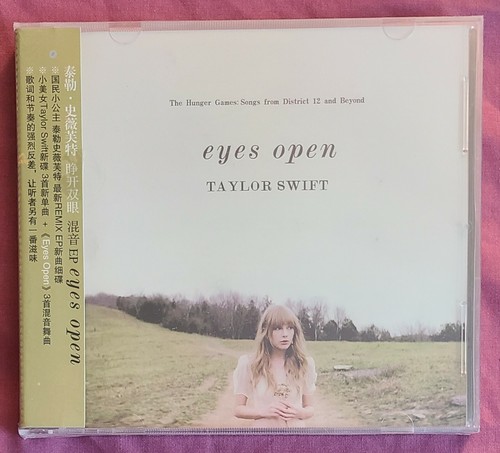 泰勒·史薇芙特 睁开双眼 混音EP eyes open
※国民小公主 泰勒史薇芙特 最新REMIX EP新曲细碟
※小美女Taylor Swift新碟 3首新单曲 + 《Eyes Open》3首混音舞曲
※歌词和节奏的强烈反差，让听者另有一番滋味
The Hunger Games: Songs from District 12 and Beyond
eyes open
TAYLOR SWIFT